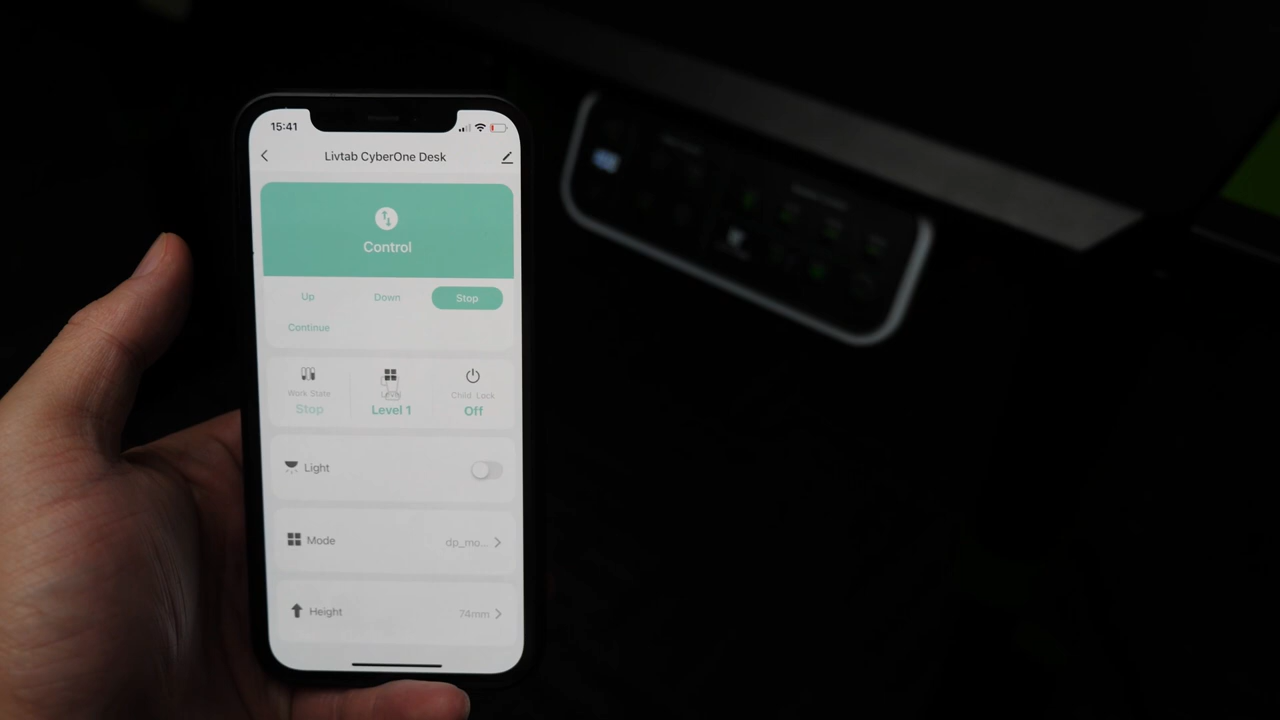 15:41
Livtab CyberOne Desk
Control
Up Down Stop
Continue
Work State Level Child Lock
Stop Level 1 Off
Light
Mode dp_mo...
Height 74mm